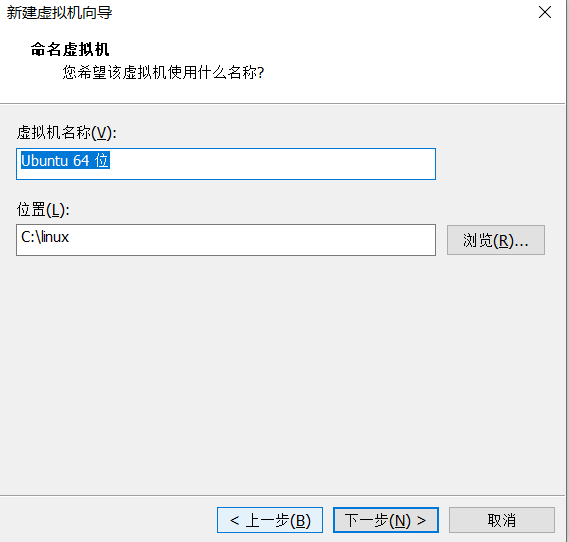 新建虚拟机向导
命名虚拟机
您希望该虚拟机使用什么名称?
虚拟机名称(V):
Ubuntu 64 位
位置(L):
C:\linux
浏览(R)...
< 上一步(B)
下一步(N) >
取消